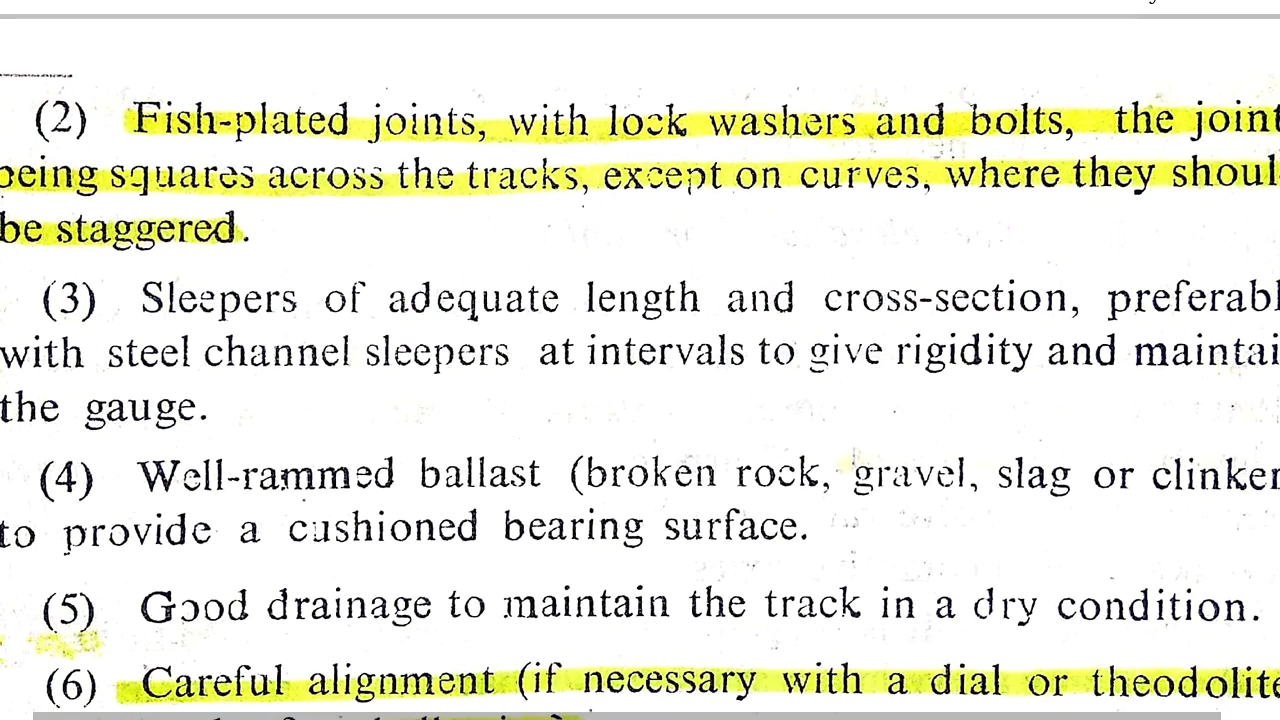 (2) Fish-plated joints, with lock washers and bolts, the joint
being squares across the tracks, except on curves, where they shoul
be staggered.
(3) Sleepers of adequate length and cross-section, preferabl
with steel channel sleepers at intervals to give rigidity and maintai
the gauge.
(4) Well-rammed ballast (broken rock, gravel, slag or clinker
to provide a cushioned bearing surface.
(5) Good drainage to maintain the track in a dry condition.
(6) Careful alignment (if necessary with a dial or theodolite